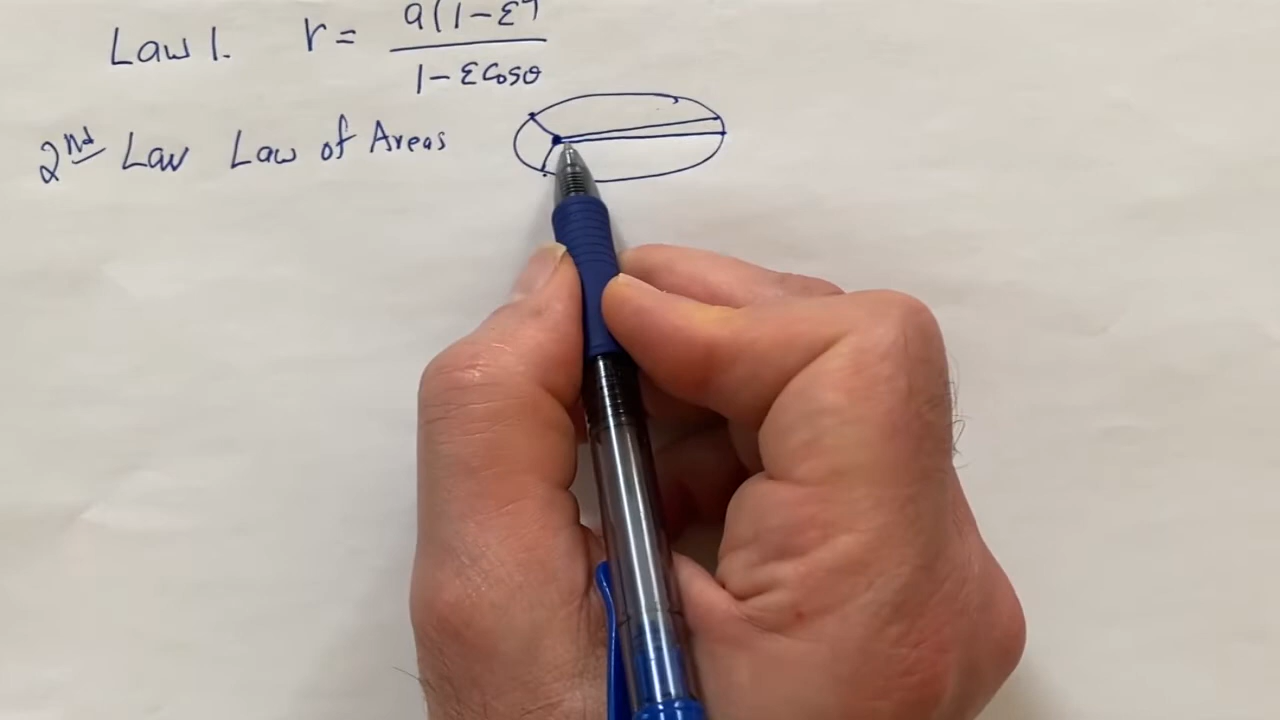 Law 1. r = a(1-ε²) / 1-εcosθ
2nd Law Law of Areas